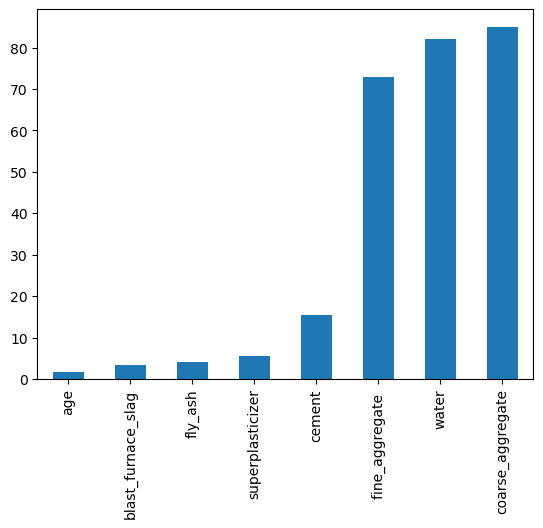 80
70
60
50
40
30
20
10
0
age
blast_furnace_slag
fly_ash
superplasticizer
cement
fine_aggregate
water
coarse_aggregate